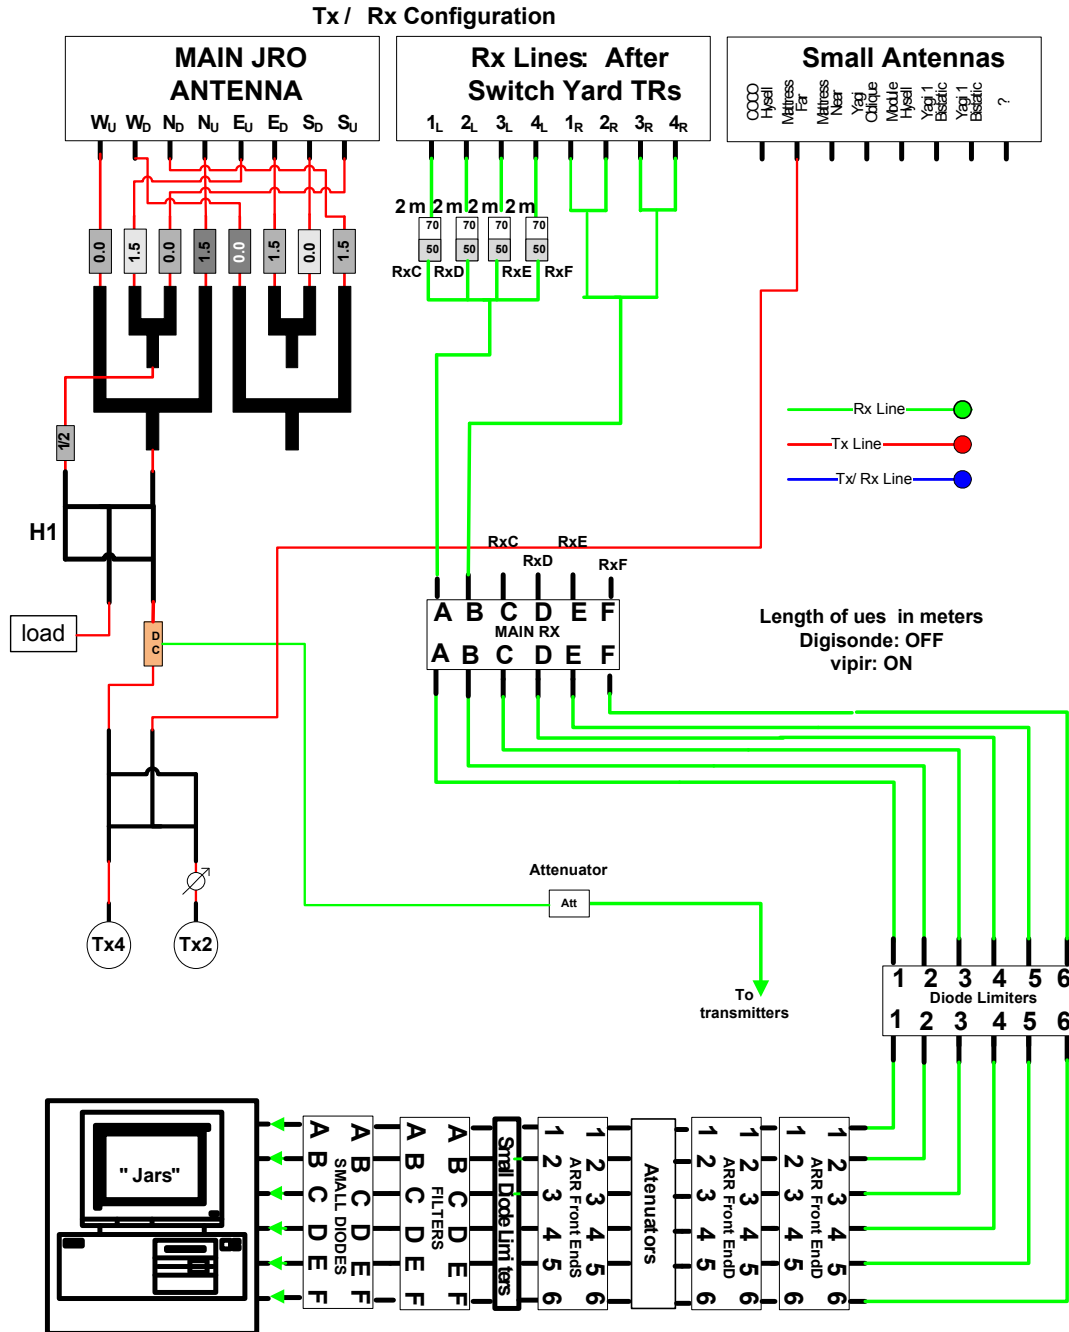 Tx / Rx Configuration
MAIN JRO
ANTENNA
WU WD ND NU EU ED SD SU
Rx Lines: After
Switch Yard TRs
1L 2L 3L 4L 1R 2R 3R 4R
Small Antennas
COCO
Hysell
Mattress
Far
Mattress
Near
Yagi
Oblique
Module
Hysell
Yagi 1
Bistatic
Yagi 1
Bistatic
?
2 m 2 m 2 m 2 m
70 70 70 70
50 50 50 50
RxC RxD RxE RxF
0.0 1.5 0.0 1.5 0.0 1.5 0.0 1.5
1/2
H1
load
D
C
Rx Line
Tx Line
Tx/ Rx Line
RxC RxE
RxD RxF
A B C D E F
MAIN RX
A B C D E F
Length of ues in meters
Digisonde: OFF
vipir: ON
Attenuator
Att
Tx4
Tx2
To
transmitters
1 2 3 4 5 6
Diode Limiters
1 2 3 4 5 6
" Jars"
A B C D E F
SMALL DIODES
A B C D E F
A B C D E F
FILTERS
A B C D E F
Small Diode Limiters
1 2 3 4 5 6
ARR Front EndS
1 2 3 4 5 6
Atenuators
1 2 3 4 5 6
ARR Front EndD
1 2 3 4 5 6
1 2 3 4 5 6
ARR Front EndD
1 2 3 4 5 6